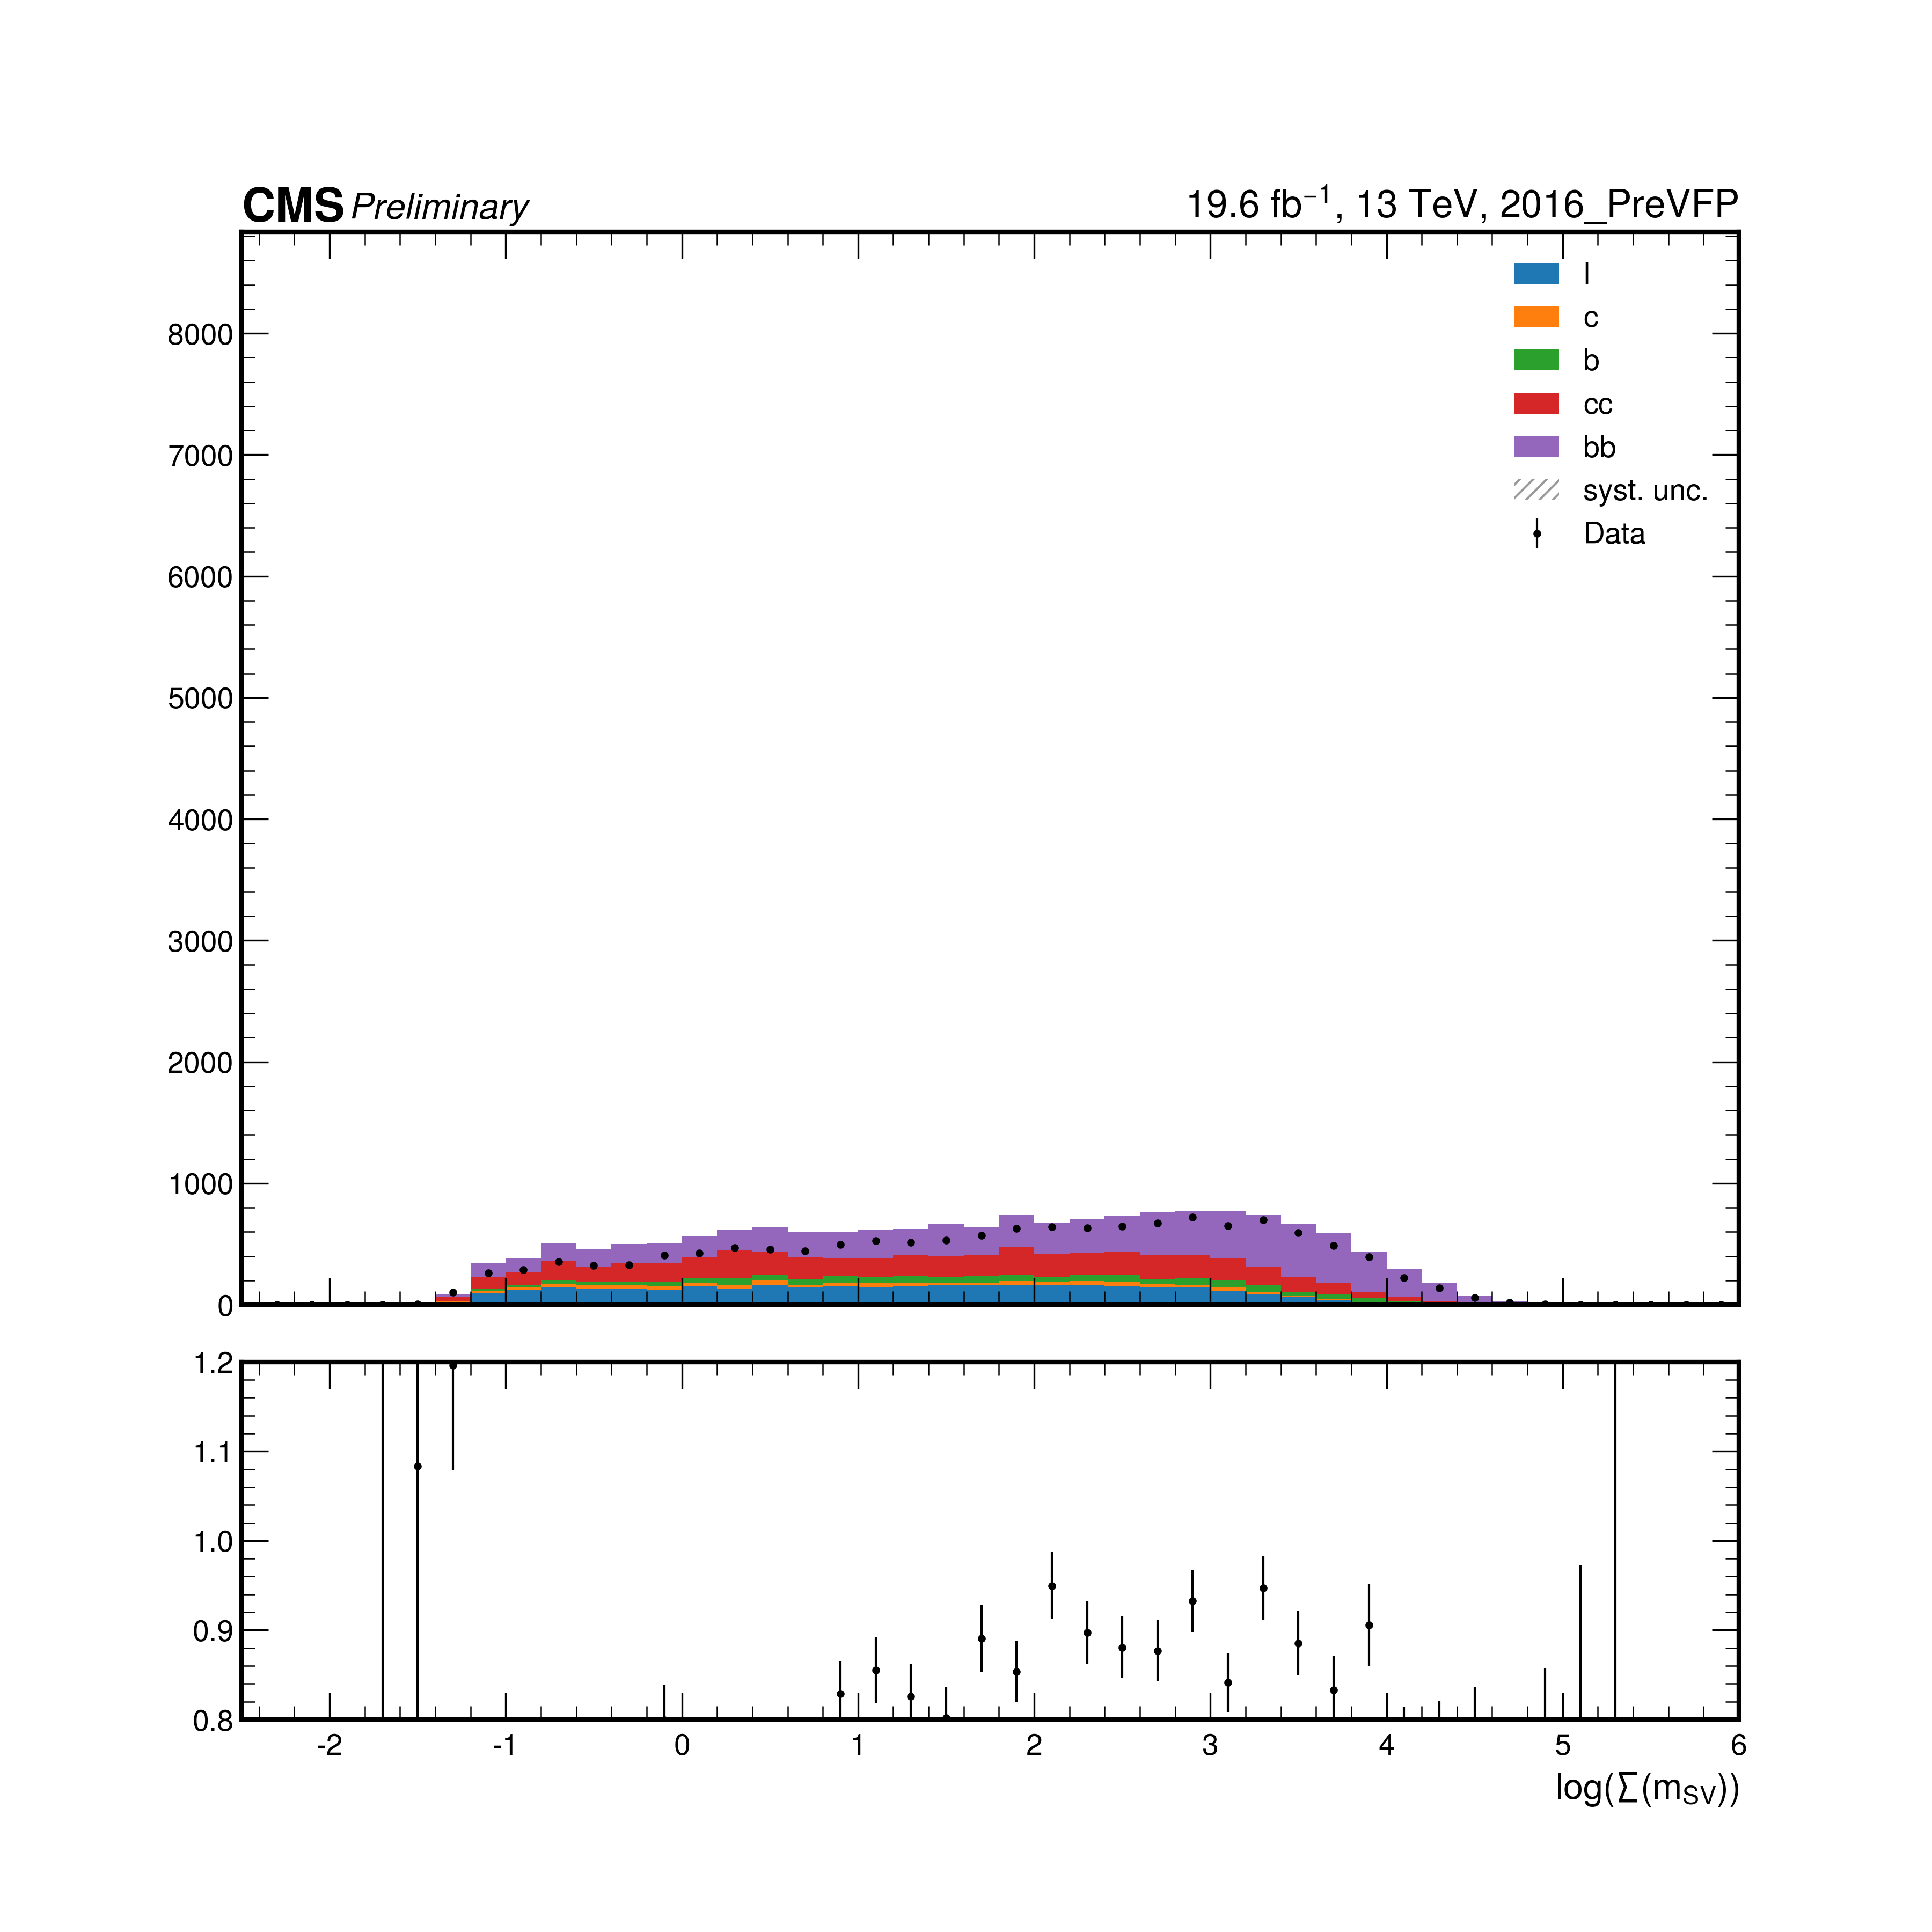 CMS Preliminary 19.6 fb⁻¹, 13 TeV, 2016_PreVFP
l
c
b
cc
bb
syst. unc.
Data
8000
7000
6000
5000
4000
3000
2000
1000
0
1.2
1.1
1.0
0.9
0.8
-2 -1 0 1 2 3 4 5 6
log(Σ(mSV))